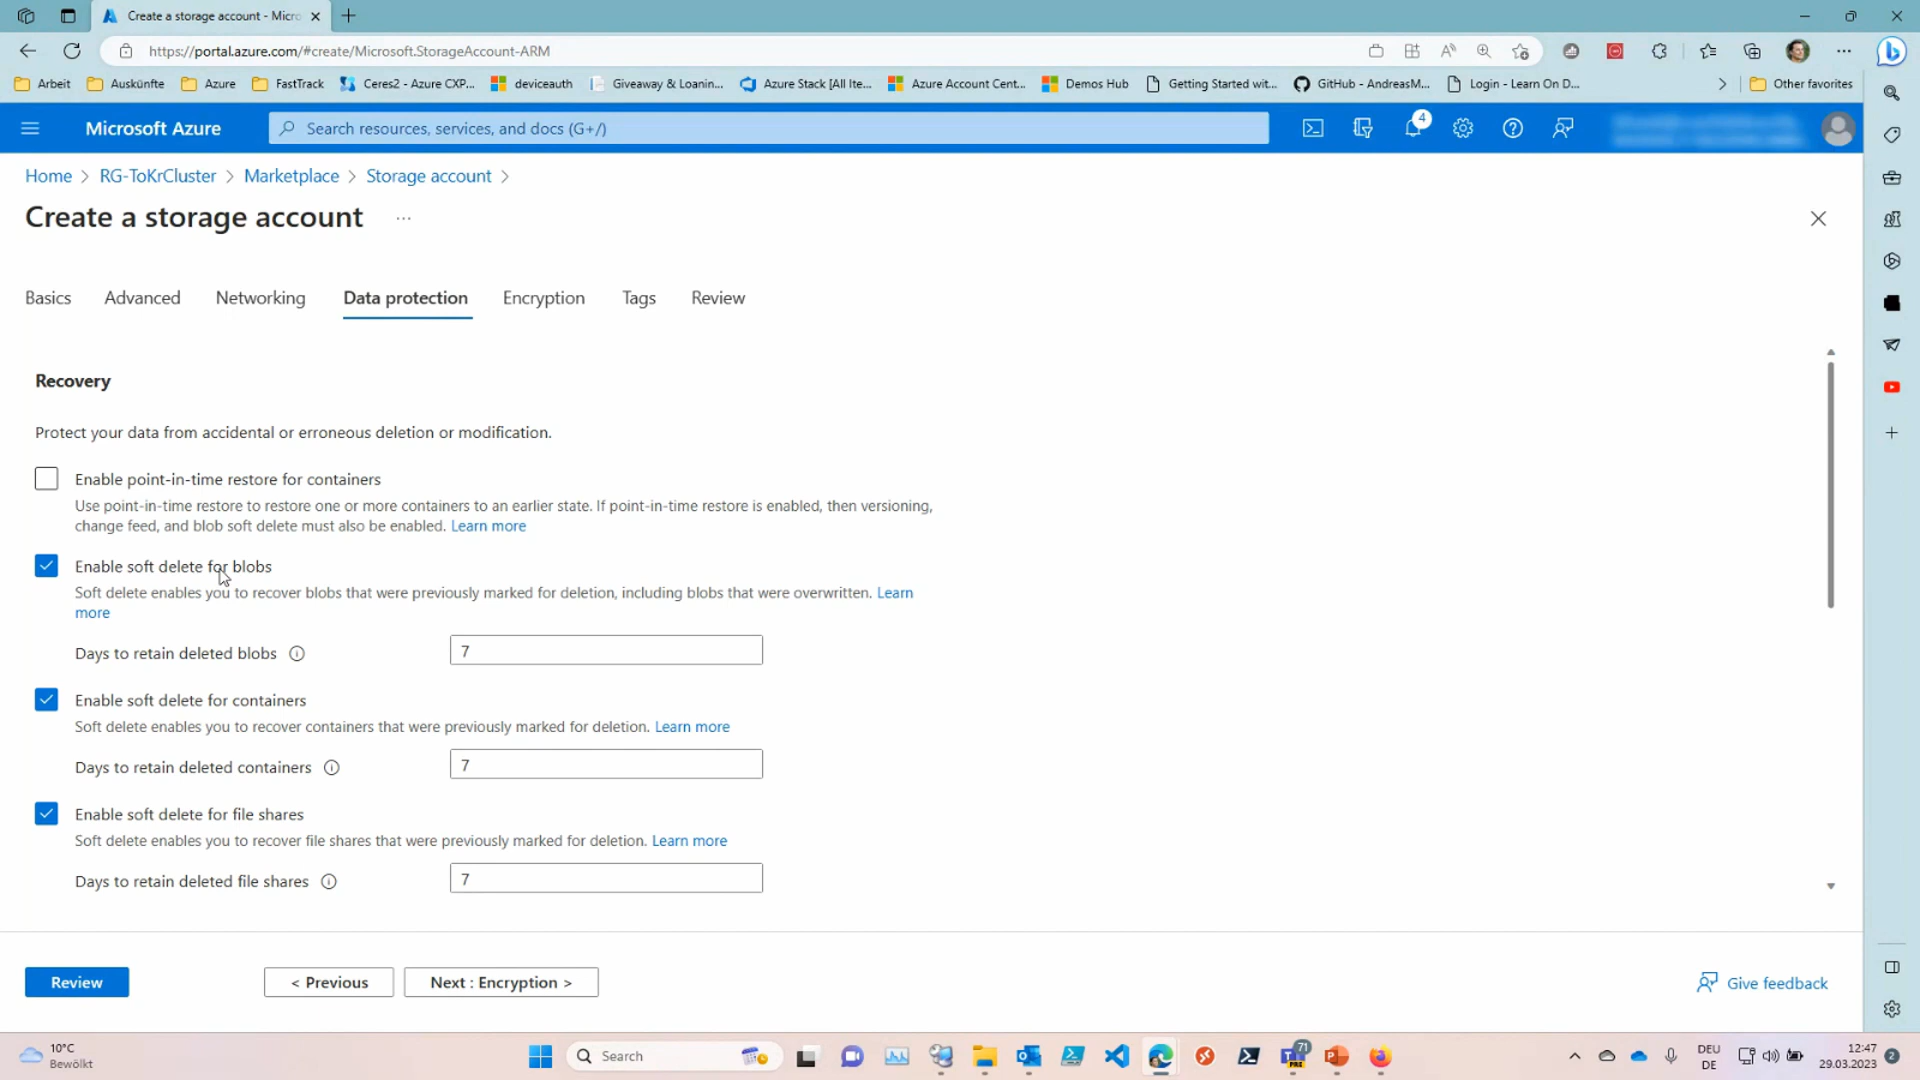 Create a storage account - Micro
https://portal.azure.com/#create/Microsoft.StorageAccount-ARM
Arbeit
Auskünfte
Azure
FastTrack
Ceres2 - Azure CXP...
deviceauth
Giveaway & Loanin...
Azure Stack [All Ite...
Azure Account Cent...
Demos Hub
Getting Started wit...
GitHub - AndreasM...
Login - Learn On D...
Other favorites
Microsoft Azure
Search resources, services, and docs (G+/)
4
Home > RG-ToKrCluster > Marketplace > Storage account >
Create a storage account ...
Basics
Advanced
Networking
Data protection
Encryption
Tags
Review
Recovery
Protect your data from accidental or erroneous deletion or modification.
Enable point-in-time restore for containers
Use point-in-time restore to restore one or more containers to an earlier state. If point-in-time restore is enabled, then versioning,
change feed, and blob soft delete must also be enabled. Learn more
Enable soft delete for blobs
Soft delete enables you to recover blobs that were previously marked for deletion, including blobs that were overwritten. Learn
more
Days to retain deleted blobs
7
Enable soft delete for containers
Soft delete enables you to recover containers that were previously marked for deletion. Learn more
Days to retain deleted containers
7
Enable soft delete for file shares
Soft delete enables you to recover file shares that were previously marked for deletion. Learn more
Days to retain deleted file shares
7
Review
< Previous
Next : Encryption >
Give feedback
10°C
Bewölkt
Search
71
PRE
DEU
DE
12:47
29.03.2023
2